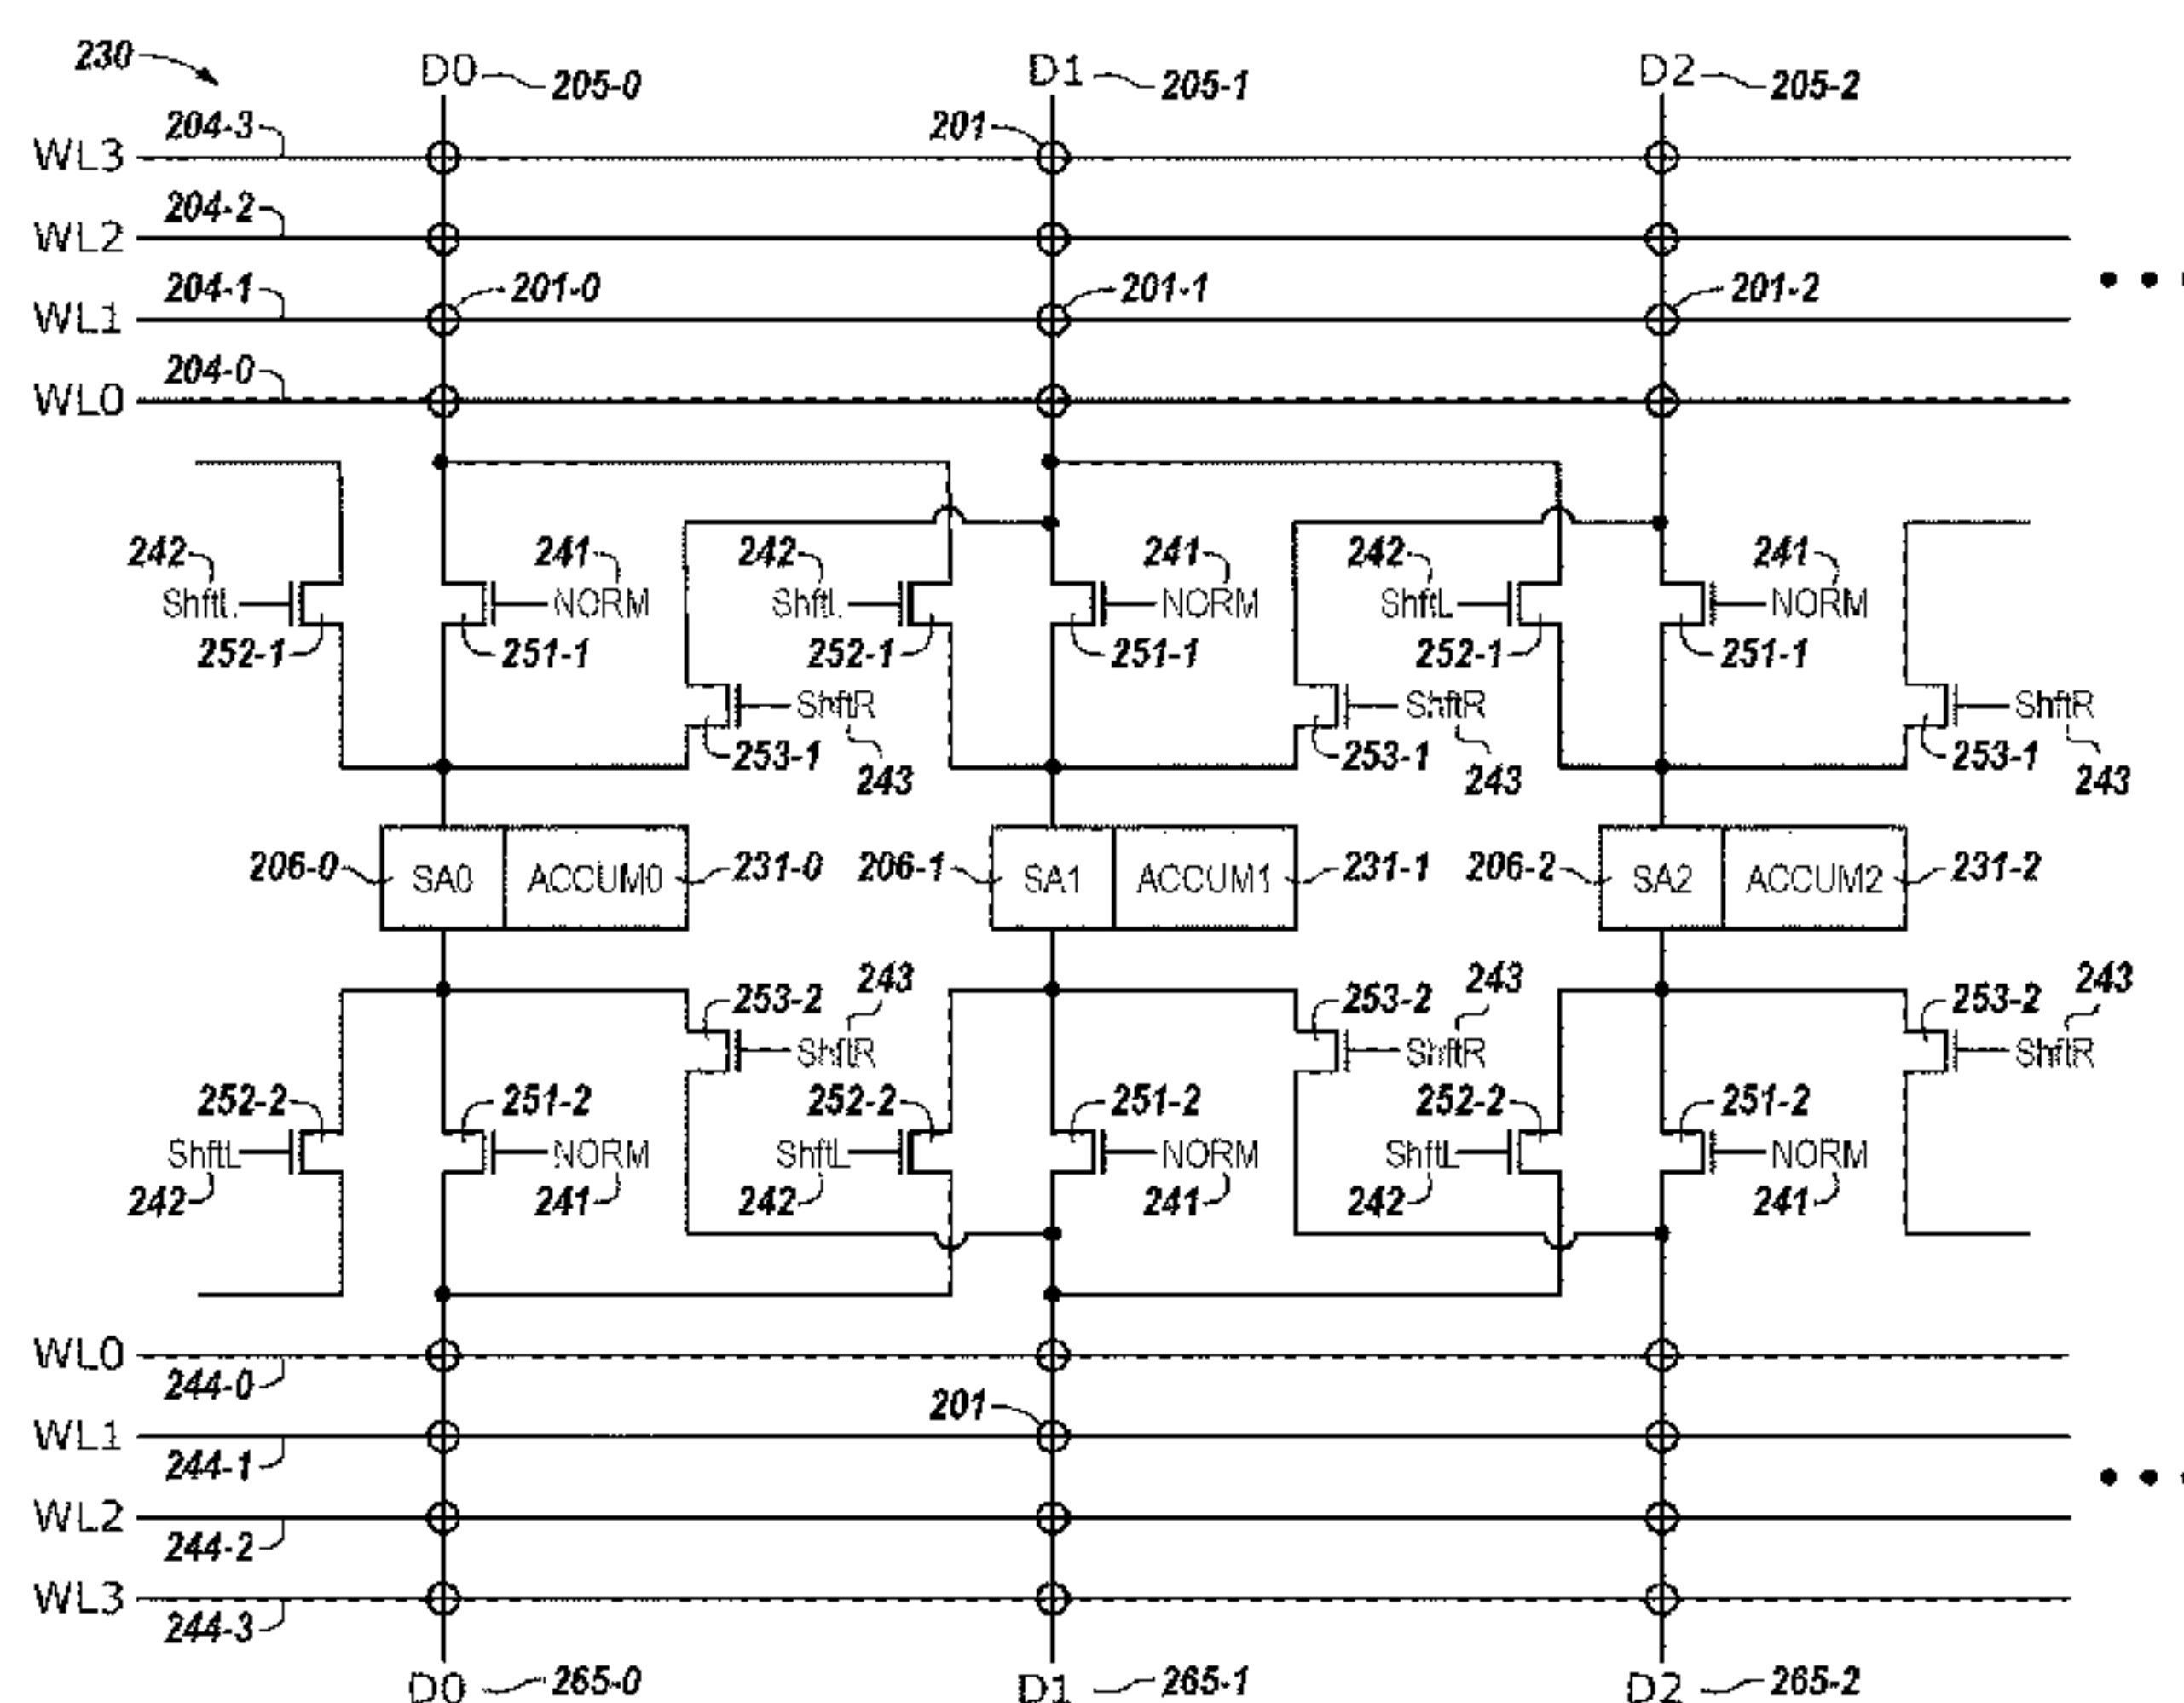 230
D0 205-0 D1 205-1 D2 205-2
204-3 201
WL3
204-2
WL2
204-1 201-0 201-1 201-2
WL1
204-0
WL0
242 241 242 241 242 241
ShftL NORM ShftL NORM ShftL NORM
252-1 251-1 252-1 251-1 252-1 251-1
ShftR ShftR ShftR
253-1 253-1 253-1
243 243 243
206-0 SA0 ACCUM0 231-0 206-1 SA1 ACCUM1 231-1 206-2 SA2 ACCUM2 231-2
243 243 243
253-2 253-2 253-2
ShftR ShftR ShftR
252-2 251-2 252-2 251-2 252-2 251-2
ShftL NORM ShftL NORM ShftL NORM
242 241 242 241 242 241
WL0
244-0
201
WL1
244-1
WL2
244-2
WL3
244-3
D0 265-0 D1 265-1 D2 265-2